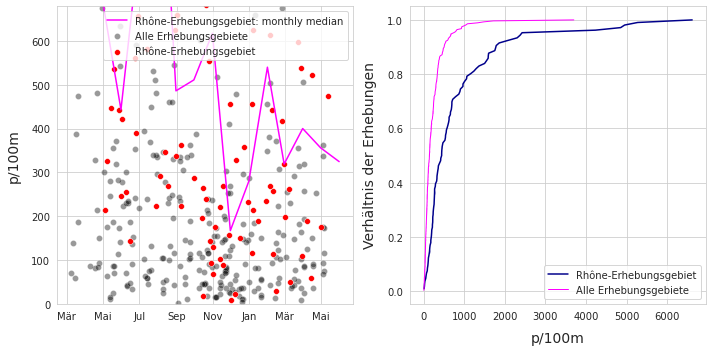 Rhône-Erhebungsgebiet: monthly median
Alle Erhebungsgebiete
Rhône-Erhebungsgebiet
p/100m
600
500
400
300
200
100
0
Mär
Mai
Jul
Sep
Nov
Jan
Mär
Mai
Verhältnis der Erhebungen
1.0
0.8
0.6
0.4
0.2
0.0
Rhône-Erhebungsgebiet
Alle Erhebungsgebiete
0
1000
2000
3000
4000
5000
6000
p/100m